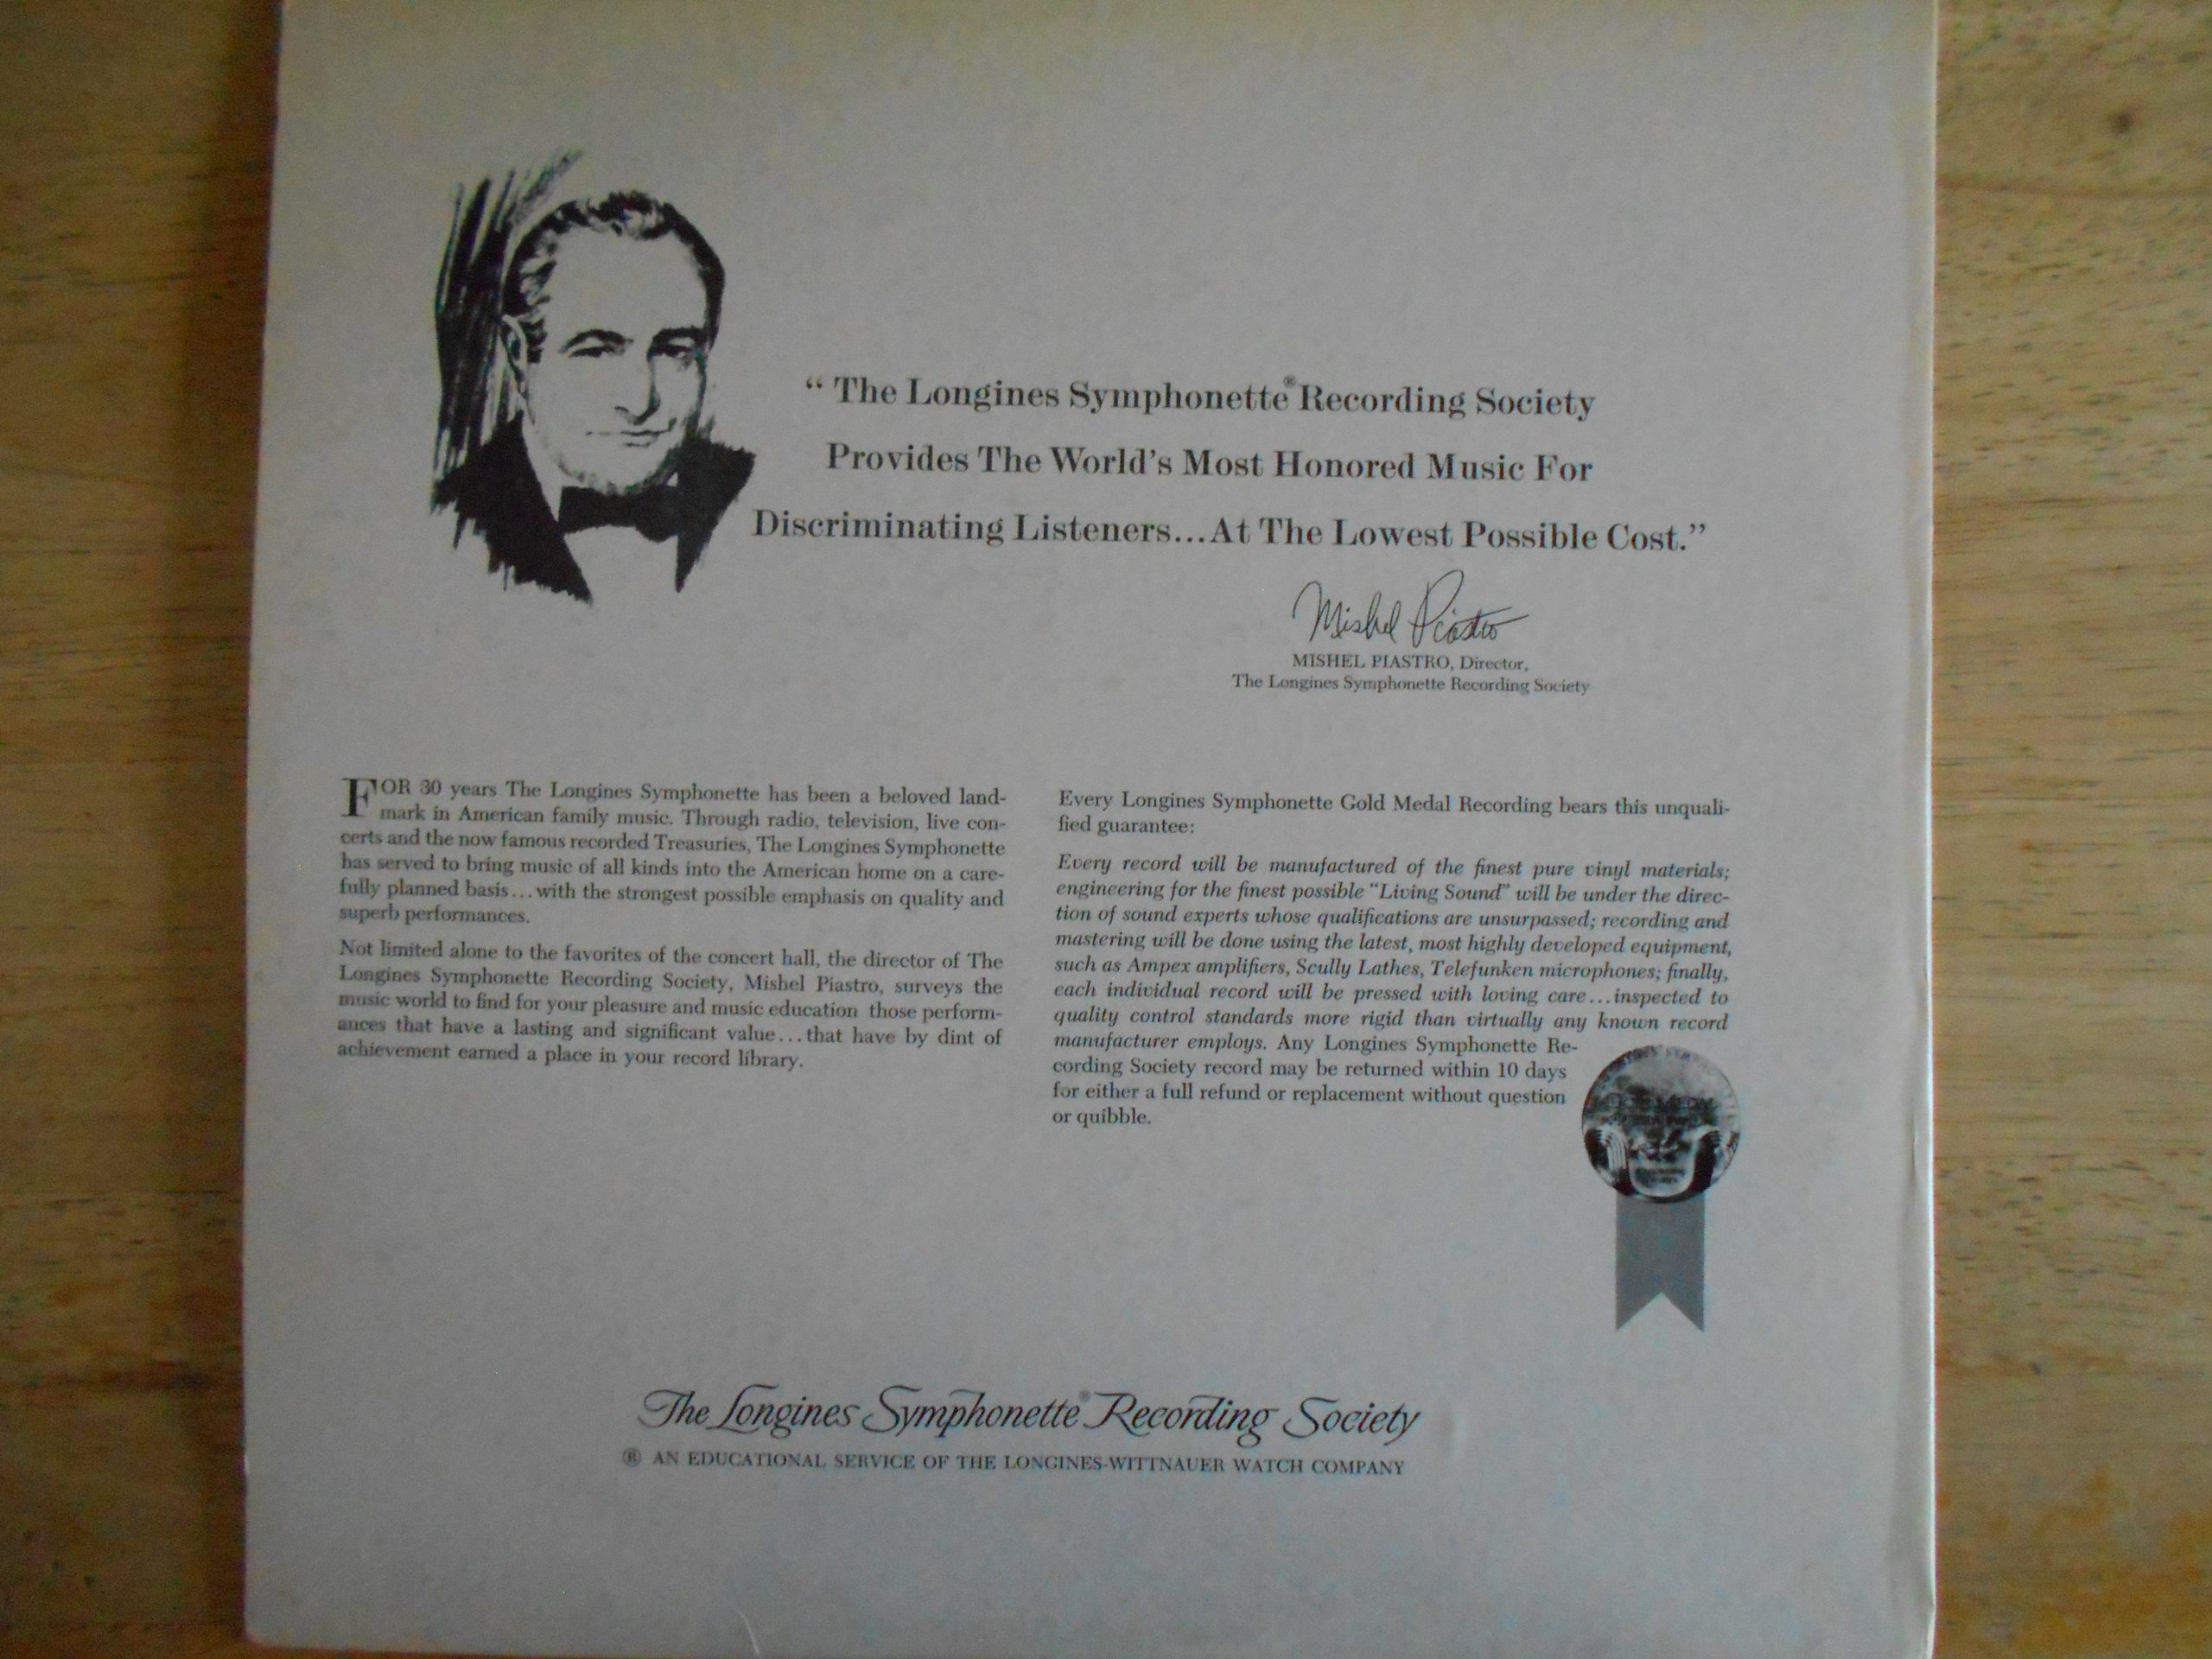 “ The Longines Symphonette® Recording Society
Provides The World’s Most Honored Music For
Discriminating Listeners...At The Lowest Possible Cost.”
Mishel Piastro
MISHEL PIASTRO, Director,
The Longines Symphonette Recording Society
FOR 30 years The Longines Symphonette has been a beloved land-
mark in American family music. Through radio, television, live con-
certs and the now famous recorded Treasuries, The Longines Symphonette
has served to bring music of all kinds into the American home on a care-
fully planned basis...with the strongest possible emphasis on quality and
superb performances.
Not limited alone to the favorites of the concert hall, the director of The
Longines Symphonette Recording Society, Mishel Piastro, surveys the
music world to find for your pleasure and music education those perform-
ances that have a lasting and significant value...that have by dint of
achievement earned a place in your record library.
Every Longines Symphonette Gold Medal Recording bears this unquali-
fied guarantee:
Every record will be manufactured of the finest pure vinyl materials;
engineering for the finest possible “Living Sound” will be under the direc-
tion of sound experts whose qualifications are unsurpassed; recording and
mastering will be done using the latest, most highly developed equipment,
such as Ampex amplifiers, Scully Lathes, Telefunken microphones; finally,
each individual record will be pressed with loving care...inspected to
quality control standards more rigid than virtually any known record
manufacturer employs. Any Longines Symphonette Re-
cording Society record may be returned within 10 days
for either a full refund or replacement without question
or quibble.
The Longines Symphonette® Recording Society
® AN EDUCATIONAL SERVICE OF THE LONGINES-WITTNAUER WATCH COMPANY